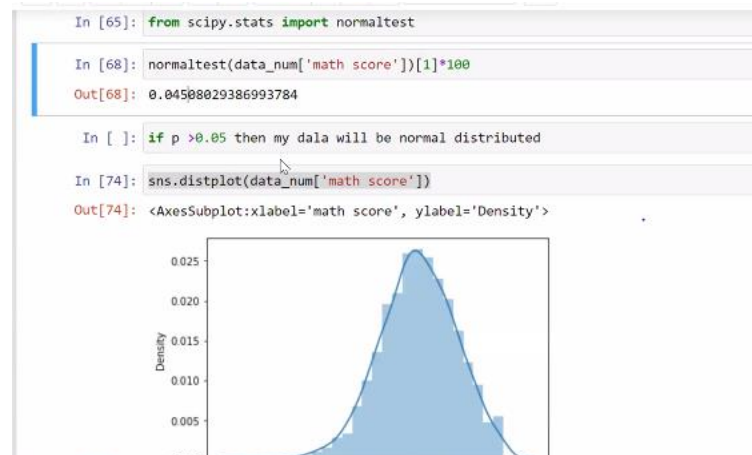 In [65]: from scipy.stats import normaltest
In [68]: normaltest(data_num['math score'])[1]*100
Out[68]: 0.04508029386993784
In [ ]: if p >0.05 then my dala will be normal distributed
In [74]: sns.distplot(data_num['math score'])
Out[74]: <AxesSubplot:xlabel='math score', ylabel='Density'>
0.025
0.020
0.015
Density
0.010
0.005